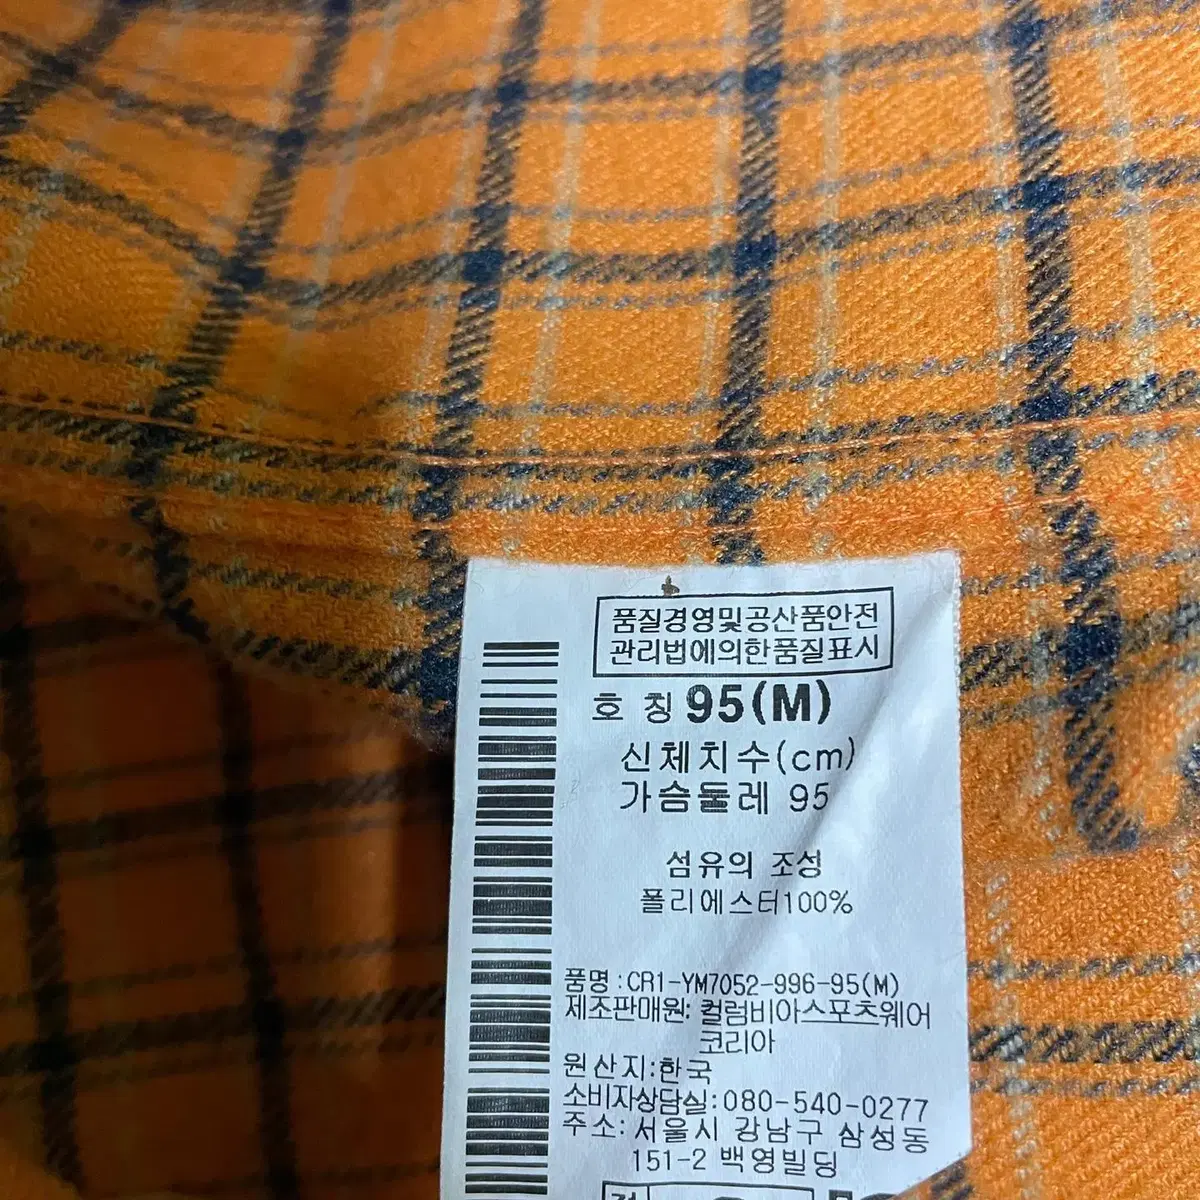 품질경영및공산품안전
관리법에의한품질표시
호 칭 95(M)
신체치수(cm)
가슴둘레 95
섬유의 조성
폴리에스터100%
품명:CR1-YM7052-996-95(M)
제조판매원: 컬럼비아스포츠웨어
코리아
원산지:한국
소비자상담실:080-540-0277
주소: 서울시 강남구 삼성동
151-2 백영빌딩